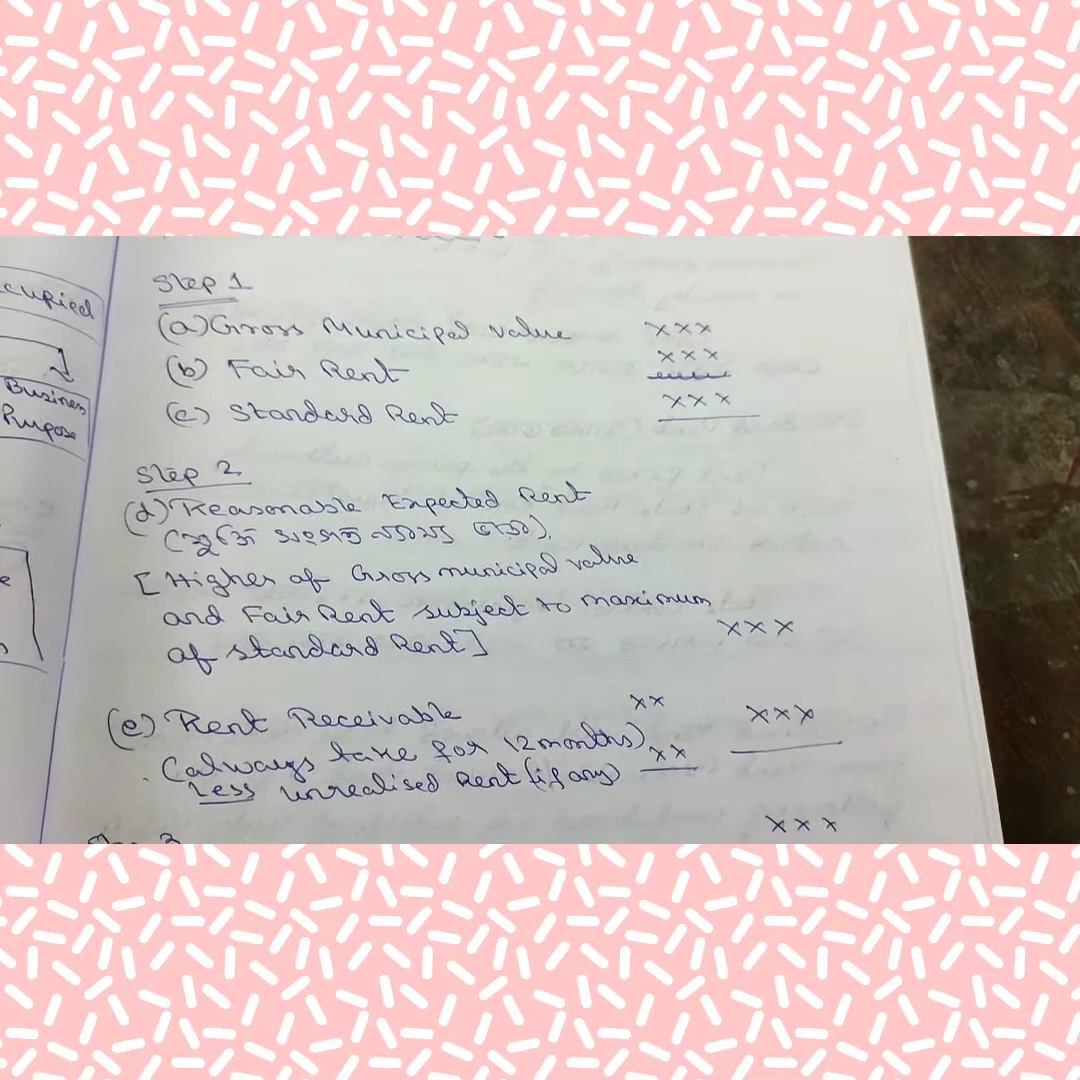 cupied
Business
Purpose
Step 1
(a) Gross Municipal value xxx
(b) Fair Rent xxx
(c) Standard Rent xxx
Step 2
(d) Reasonable Expected Rent
[Higher of Gross municipal value
and Fair Rent subject to maximum
of standard Rent] xxx
(e) Rent Receivable xx xxx
(always take for 12 months) xx
Less unrealised Rent (if any)
xxx